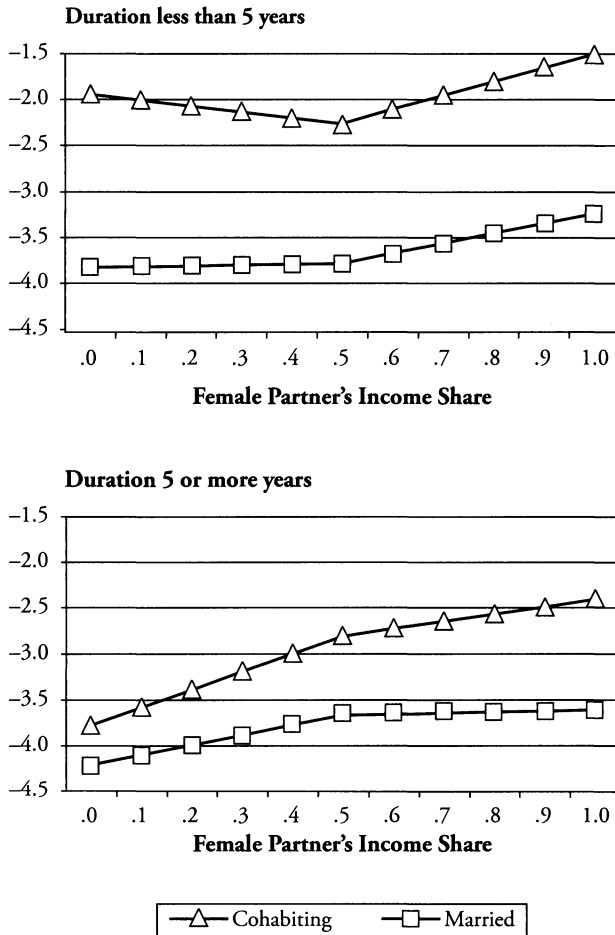 Duration less than 5 years
−1.5
−2.0
−2.5
−3.0
−3.5
−4.0
−4.5
.0 .1 .2 .3 .4 .5 .6 .7 .8 .9 1.0
Female Partner's Income Share
Duration 5 or more years
−1.5
−2.0
−2.5
−3.0
−3.5
−4.0
−4.5
.0 .1 .2 .3 .4 .5 .6 .7 .8 .9 1.0
Female Partner's Income Share
Cohabiting Married